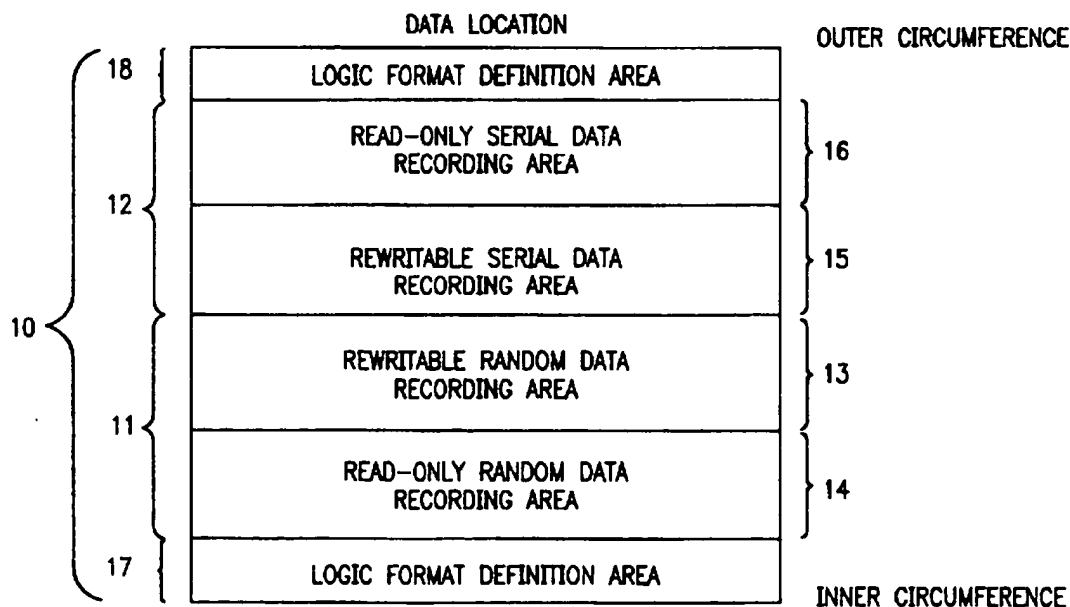 DATA LOCATION
OUTER CIRCUMFERENCE
18
LOGIC FORMAT DEFINITION AREA
READ-ONLY SERIAL DATA
RECORDING AREA
16
12
REWRITABLE SERIAL DATA
RECORDING AREA
15
10
REWRITABLE RANDOM DATA
RECORDING AREA
13
11
READ-ONLY RANDOM DATA
RECORDING AREA
14
17
LOGIC FORMAT DEFINITION AREA
INNER CIRCUMFERENCE